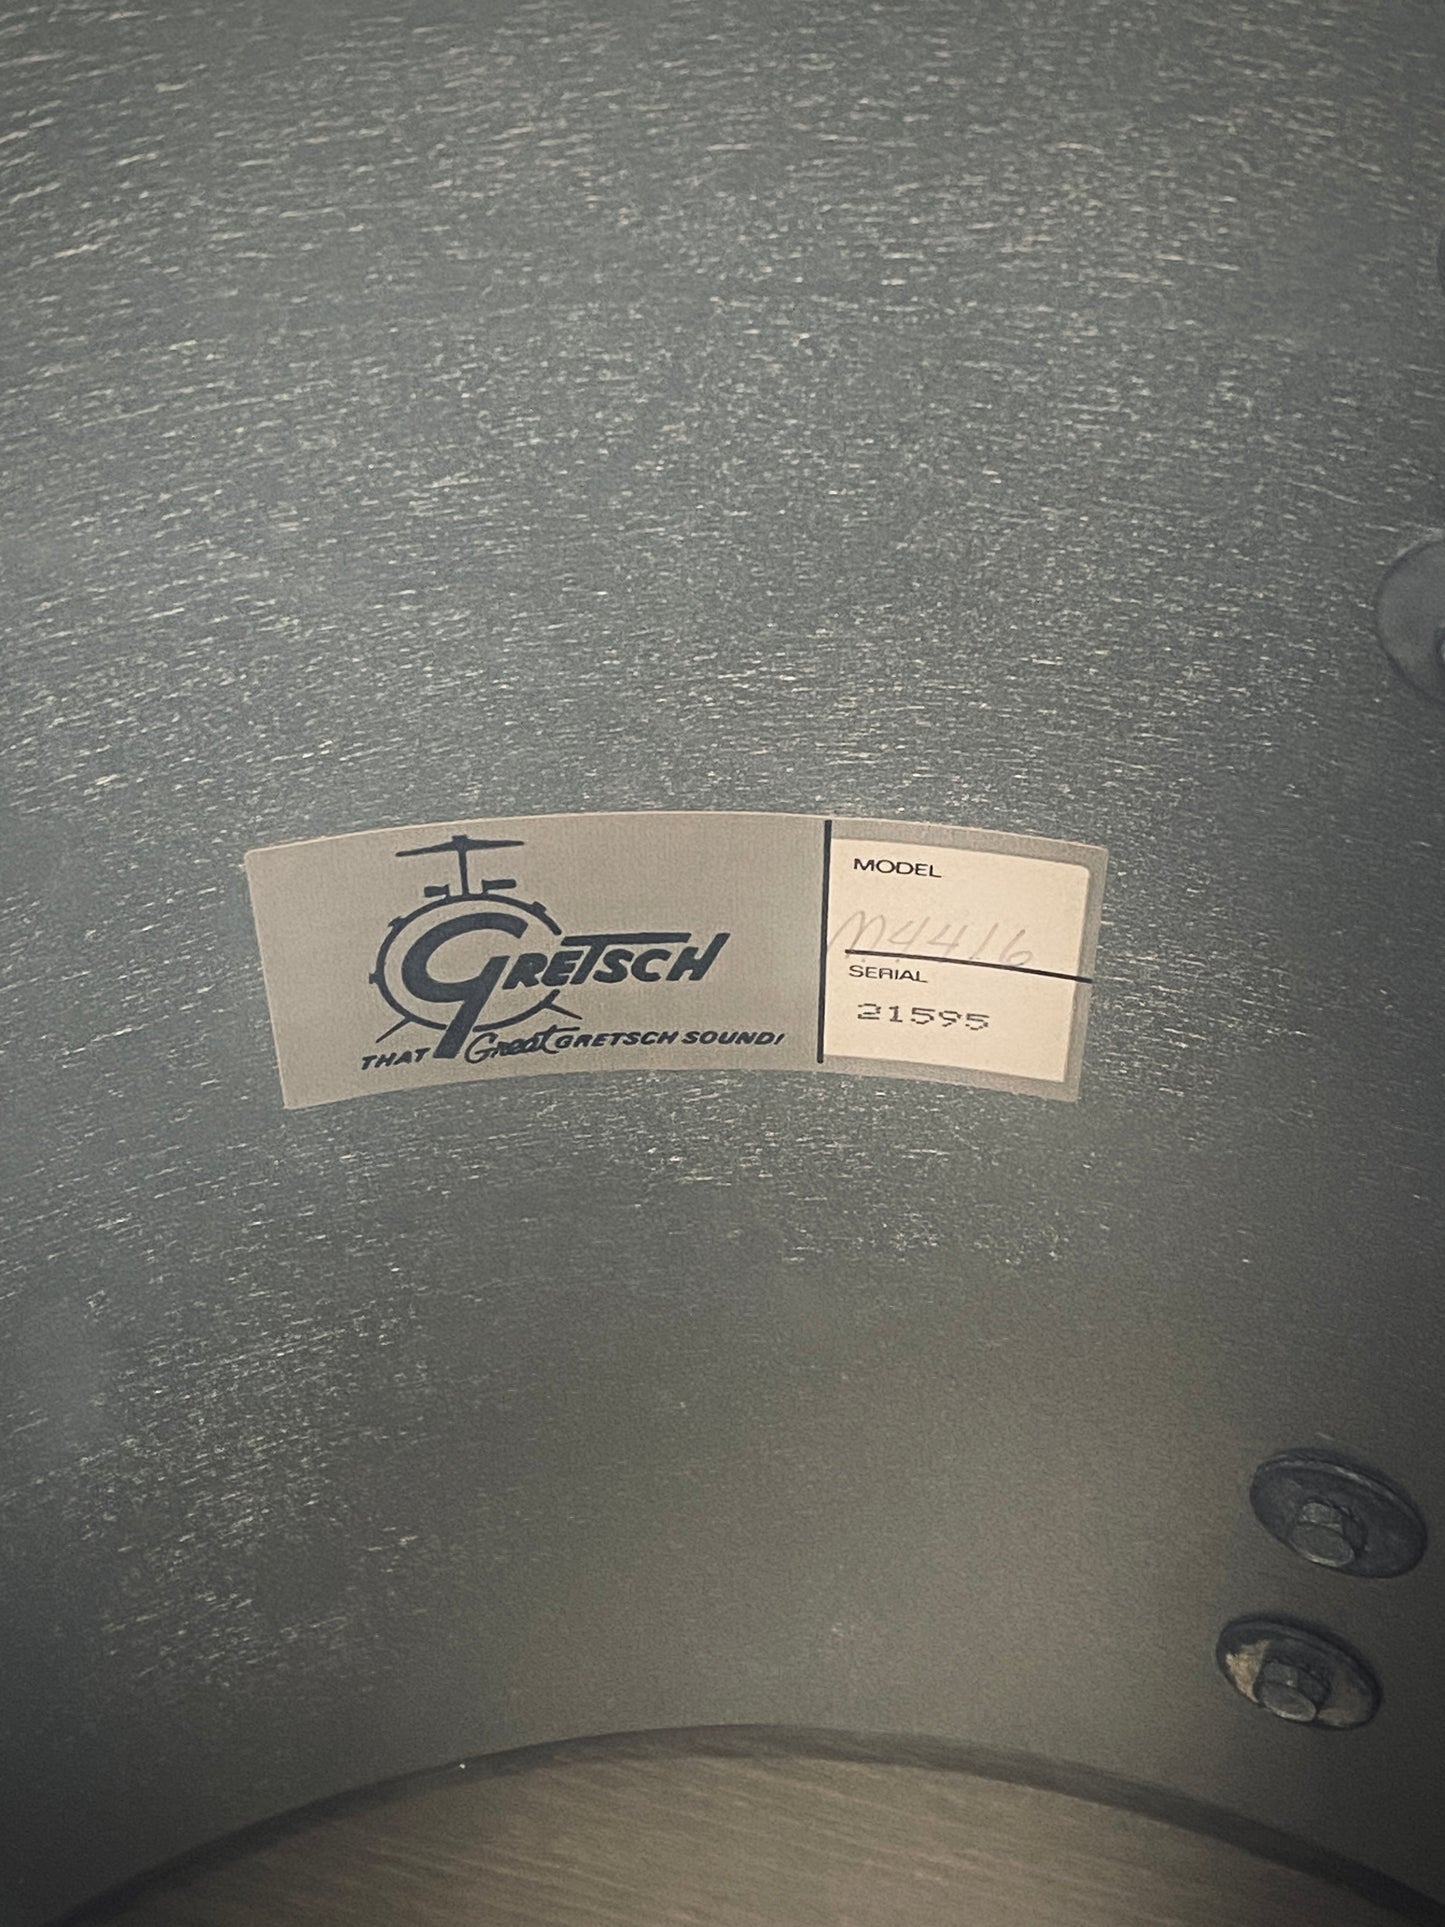 GRETSCH
THAT Great GRETSCH SOUND!
MODEL
M4416
SERIAL
21595